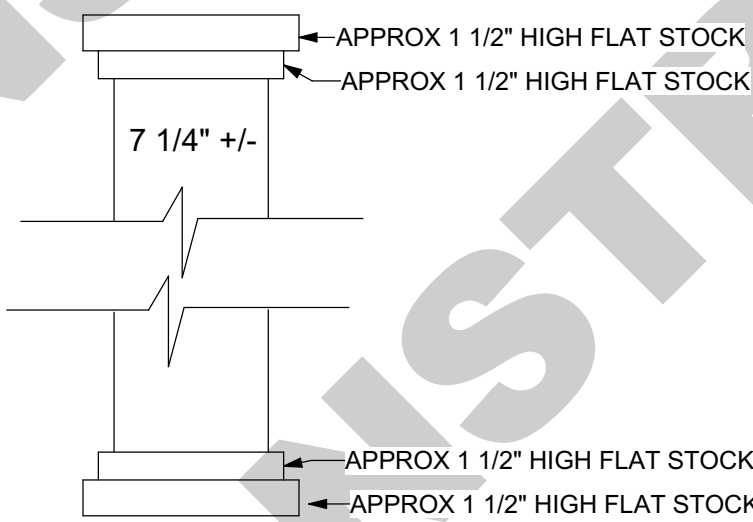 APPROX 1 1/2" HIGH FLAT STOCK
APPROX 1 1/2" HIGH FLAT STOCK
7 1/4" +/-
APPROX 1 1/2" HIGH FLAT STOCK
APPROX 1 1/2" HIGH FLAT STOCK
NSTR